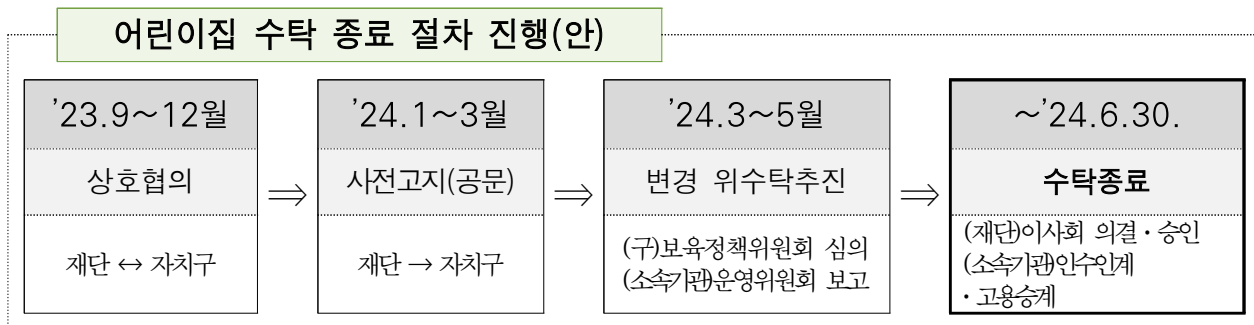 어린이집 수탁 종료 절차 진행(안)
’23.9～12월
상호협의
재단 ↔ 자치구
⇒
’24.1～3월
사전고지(공문)
재단 → 자치구
⇒
’24.3～5월
변경 위수탁추진
(구)보육정책위원회 심의
(소속기관)운영위원회 보고
⇒
～’24.6.30.
수탁종료
(재단)이사회 의결・승인
(소속기관)인수인계
・고용승계